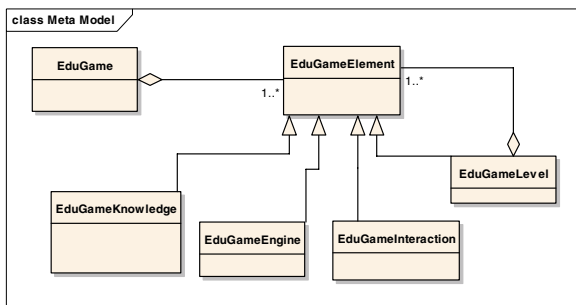 class Meta Model
EduGame
EduGameElement
1..*
1..*
EduGameLevel
EduGameKnowledge
EduGameEngine
EduGameInteraction